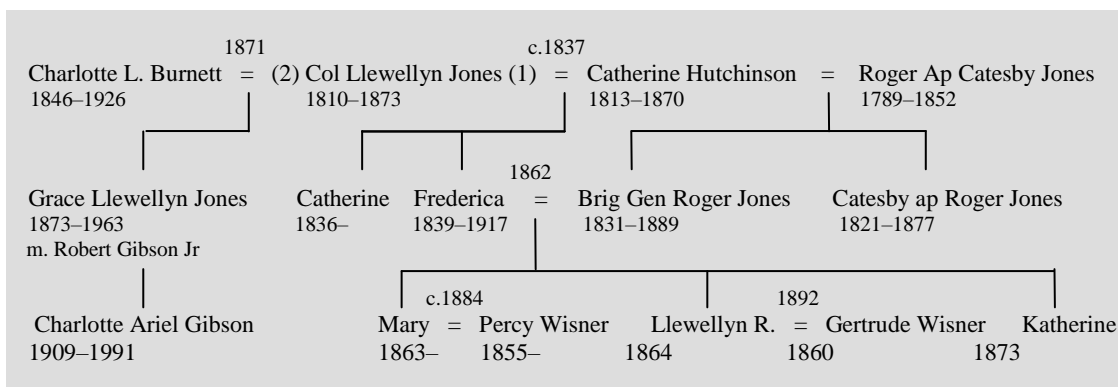 1871 c.1837
Charlotte L. Burnett = (2) Col Llewellyn Jones (1) = Catherine Hutchinson = Roger Ap Catesby Jones
1846–1926 1810–1873 1813–1870 1789–1852
1862
Grace Llewellyn Jones Catherine Frederica = Brig Gen Roger Jones Catesby ap Roger Jones
1873–1963 1836– 1839–1917 1831–1889 1821–1877
m. Robert Gibson Jr
c.1884 1892
Charlotte Ariel Gibson Mary = Percy Wisner Llewellyn R. = Gertrude Wisner Katherine
1909–1991 1863– 1855– 1864 1860 1873